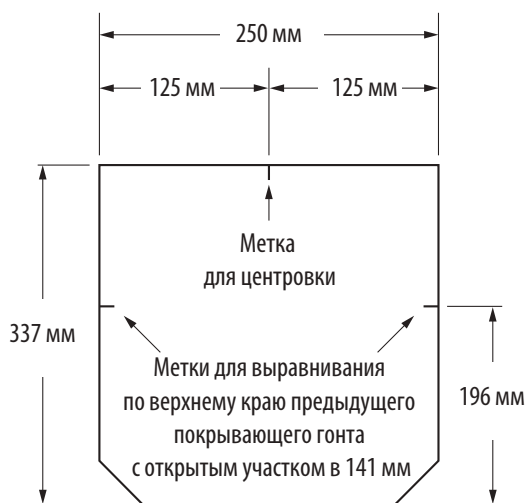 250 мм
125 мм
125 мм
Метка
для центровки
337 мм
Метки для выравнивания
по верхнему краю предыдущего
покрывающего гонта
с открытым участком в 141 мм
196 мм